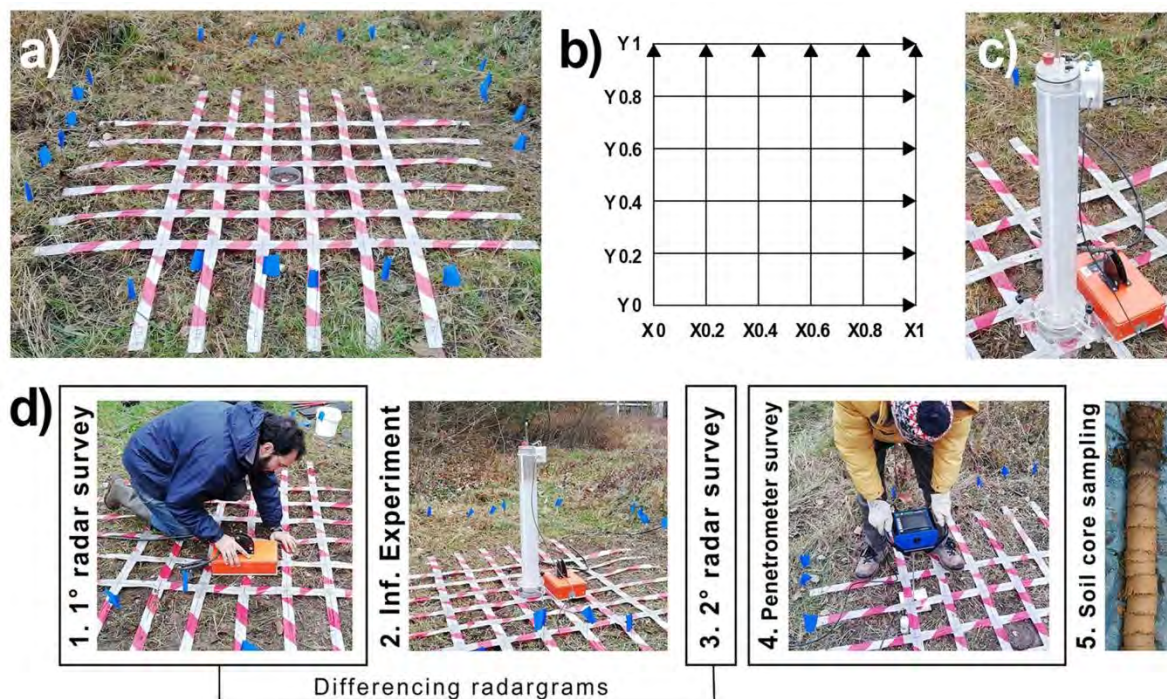 a)
b)
Y 1
Y 0.8
Y 0.6
Y 0.4
Y 0.2
Y 0
X 0 X0.2 X0.4 X0.6 X0.8 X1
c)
d)
1. 1° radar survey
2. Inf. Experiment
3. 2° radar survey
4. Penetrometer survey
5. Soil core sampling
Differencing radargrams